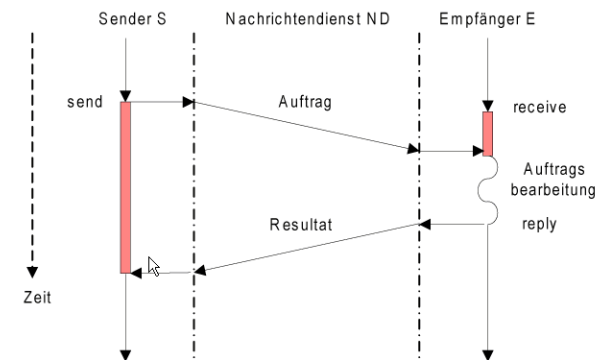 Sender S
Nachrichtendienst ND
Empfänger E
send
Auftrag
receive
Auftrags
bearbeitung
Resultat
reply
Zeit